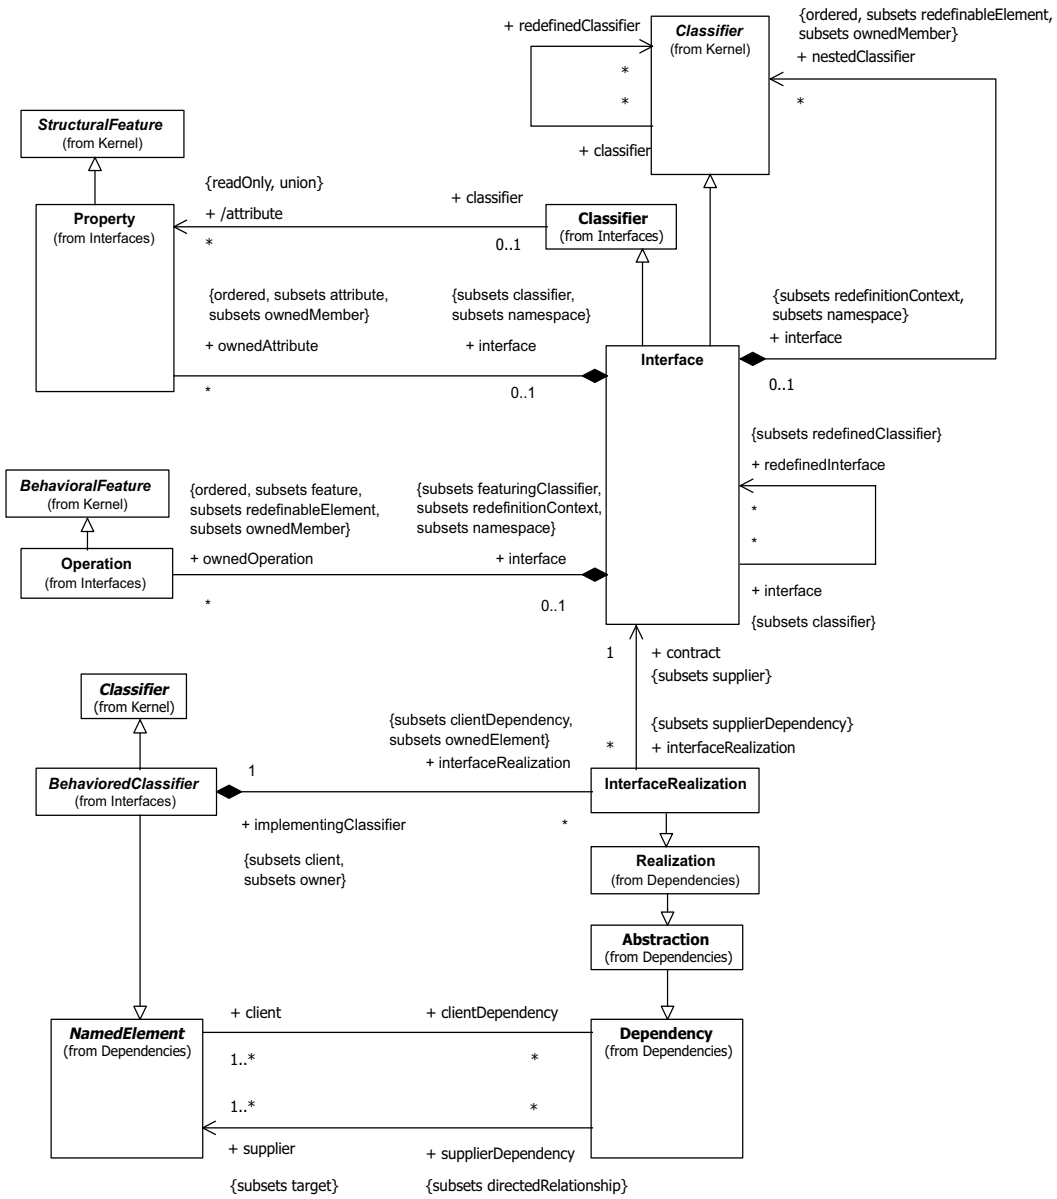 + redefinedClassifier
Classifier
(from Kernel)
{ordered, subsets redefinableElement,
subsets ownedMember}
+ nestedClassifier
*
*
*
+ classifier
StructuralFeature
(from Kernel)
{readOnly, union}
+ /attribute
*
+ classifier
0..1
Property
(from Interfaces)
Classifier
(from Interfaces)
{ordered, subsets attribute,
subsets ownedMember}
+ ownedAttribute
*
{subsets classifier,
subsets namespace}
+ interface
0..1
Interface
{subsets redefinitionContext,
subsets namespace}
+ interface
0..1
{subsets redefinedClassifier}
+ redefinedInterface
*
*
+ interface
{subsets classifier}
BehavioralFeature
(from Kernel)
Operation
(from Interfaces)
{ordered, subsets feature,
subsets redefinableElement,
subsets ownedMember}
+ ownedOperation
*
{subsets featuringClassifier,
subsets redefinitionContext,
subsets namespace}
+ interface
0..1
1
+ contract
{subsets supplier}
Classifier
(from Kernel)
{subsets clientDependency,
subsets ownedElement}
+ interfaceRealization
*
{subsets supplierDependency}
+ interfaceRealization
BehavioredClassifier
(from Interfaces)
1
InterfaceRealization
+ implementingClassifier
*
{subsets client,
subsets owner}
Realization
(from Dependencies)
Abstraction
(from Dependencies)
NamedElement
(from Dependencies)
+ client
+ clientDependency
Dependency
(from Dependencies)
1..*
*
1..*
*
+ supplier
+ supplierDependency
{subsets target}
{subsets directedRelationship}